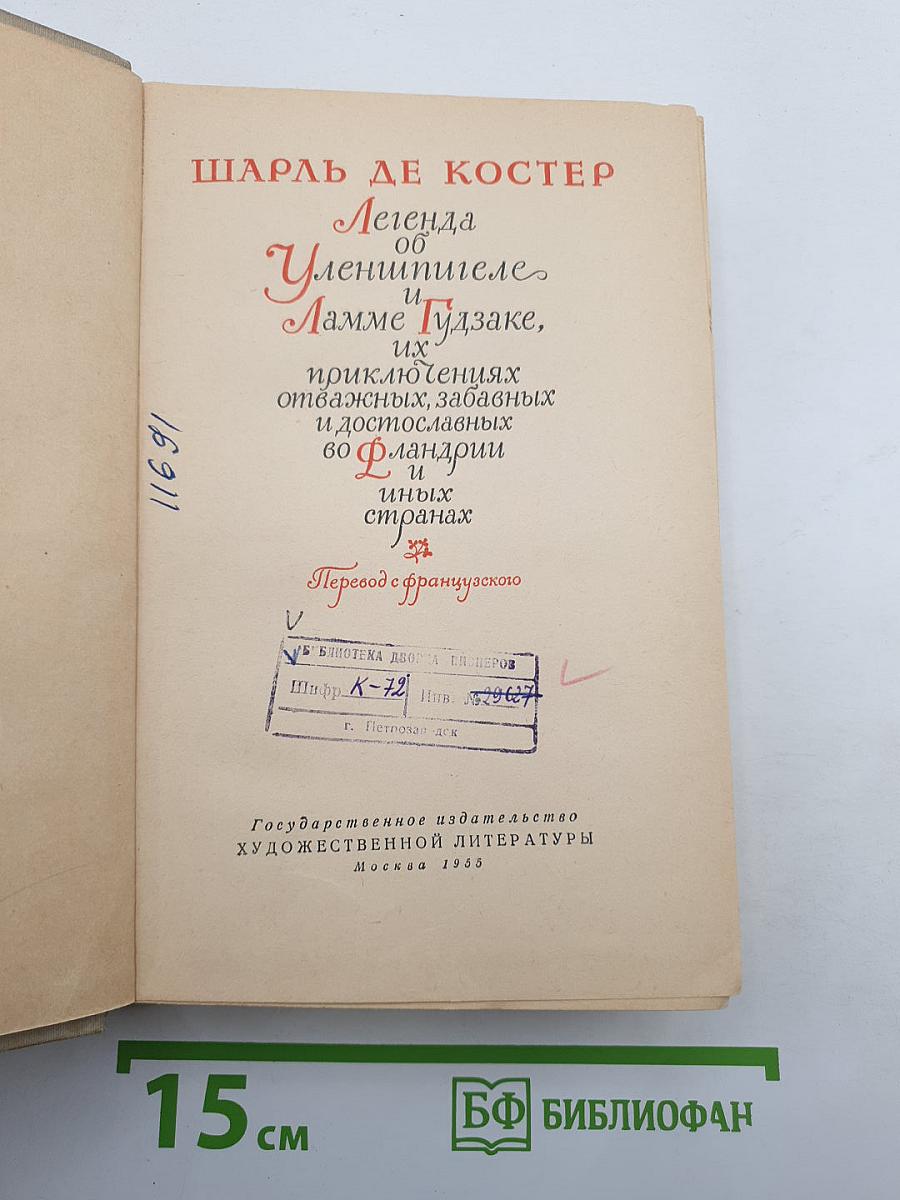 ШАРЛЬ ДЕ КОСТЕР
Легенда
об
Уленшпигеле
и
Ламме Гудзаке,
их
приключениях
отважных, забавных
и достославных
во Фландрии
и
иных
странах
Перевод с французского
11691
БИБЛИОТЕКА ДВОРЦА ПИОНЕРОВ
Шифр К-72 Инв. № 29627
г. Петрозаводск
Государственное издательство
ХУДОЖЕСТВЕННОЙ ЛИТЕРАТУРЫ
Москва 1955
15 см
БФ БИБЛИОФАН